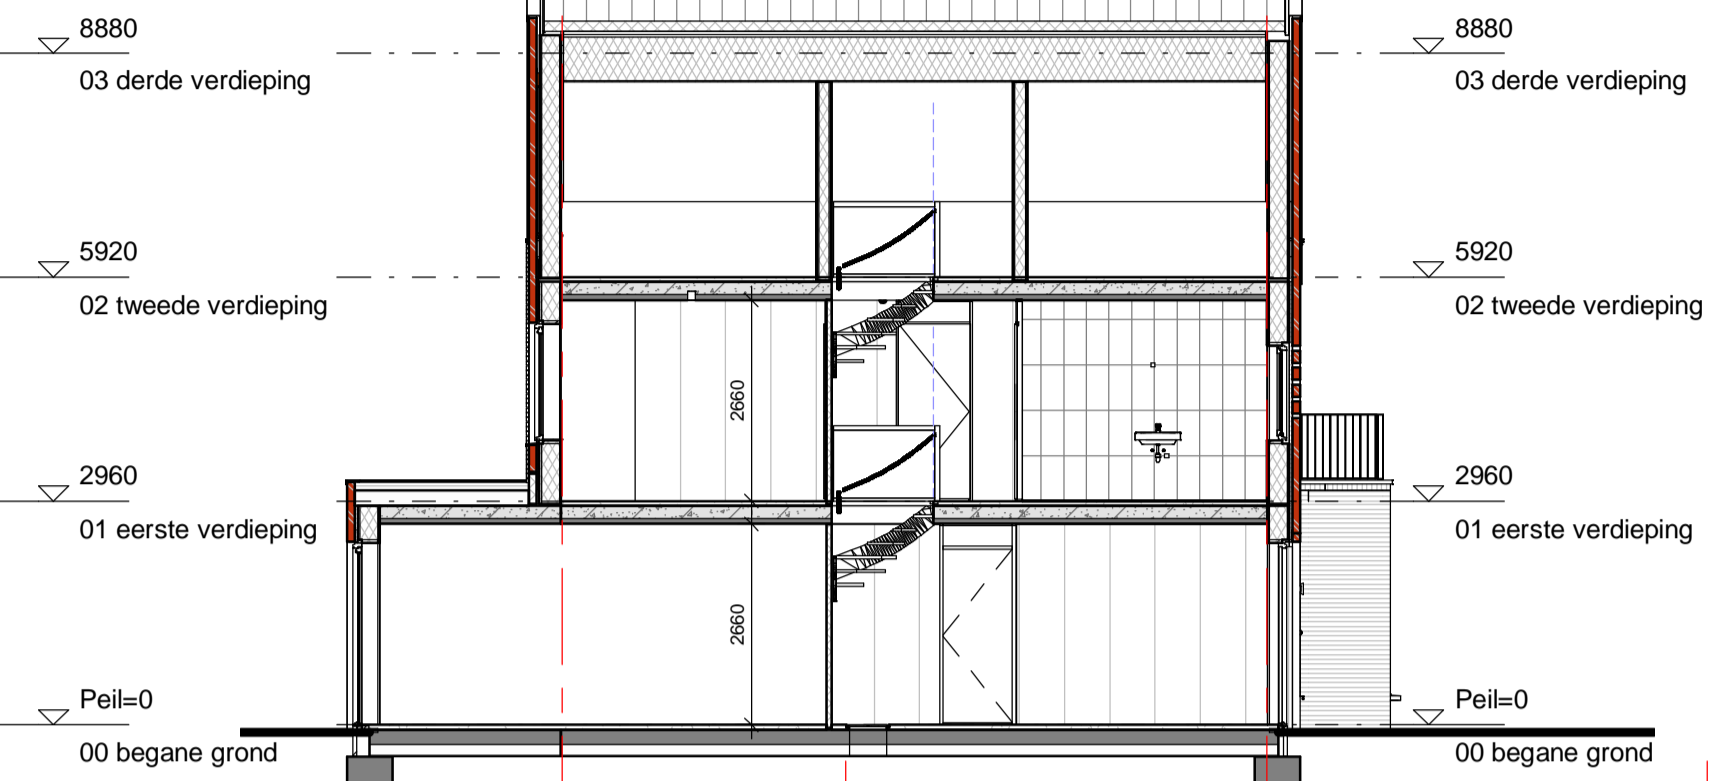 8880
03 derde verdieping
8880
03 derde verdieping
5920
02 tweede verdieping
5920
02 tweede verdieping
2660
2960
01 eerste verdieping
2960
01 eerste verdieping
2660
Peil=0
00 begane grond
Peil=0
00 begane grond